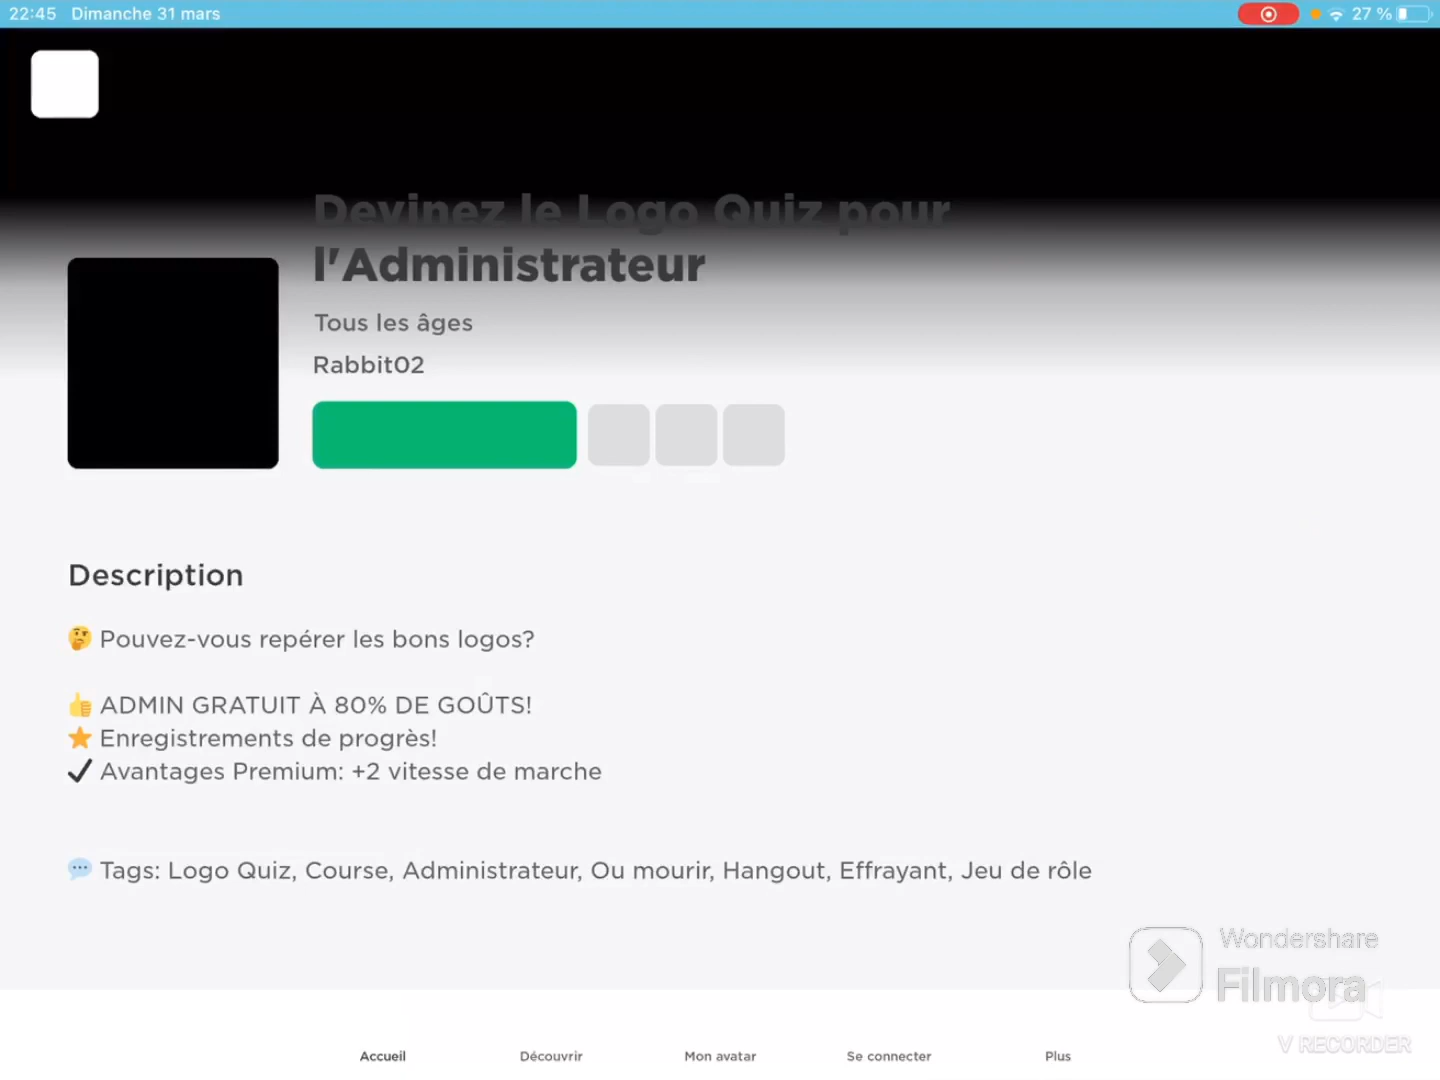 22:45 Dimanche 31 mars
27 %
Devinez le Logo Quiz pour
l'Administrateur
Tous les âges
Rabbit02
Description
🤔 Pouvez-vous repérer les bons logos?
👍 ADMIN GRATUIT À 80% DE GOÛTS!
⭐ Enregistrements de progrès!
✔ Avantages Premium: +2 vitesse de marche
💬 Tags: Logo Quiz, Course, Administrateur, Ou mourir, Hangout, Effrayant, Jeu de rôle
Wondershare
Filmora
V RECORDER
Accueil Découvrir Mon avatar Se connecter Plus